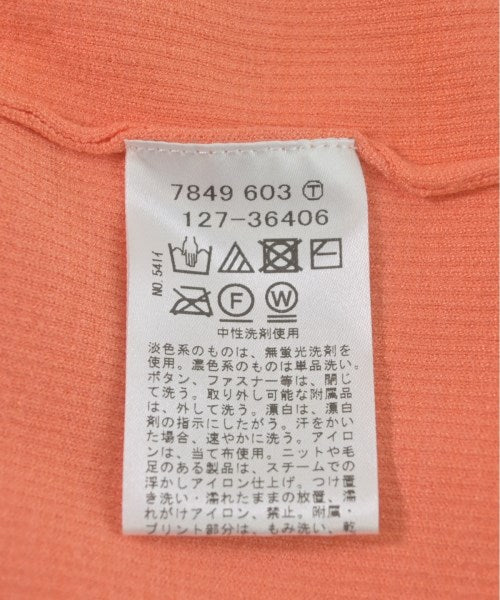 7849 603 Ⓣ
127-36406
NO.5411
F W
中性洗剤使用
淡色系のものは、無蛍光洗剤を
使用。濃色系のものは単品洗い。
ボタン、ファスナー等は、閉じ
て洗う。取り外し可能な附属品
は、外して洗う。漂白は、漂白
剤の指示にしたがう。汗をかい
た場合、速やかに洗う。アイロ
ンは、当て布使用。ニットや毛
足のある製品は、スチームでの
浮かしアイロン仕上げ。つけ置
き洗い・濡れたままの放置、濡
れがけアイロン、禁止。附属・
プリント部分は、もみ洗い、乾